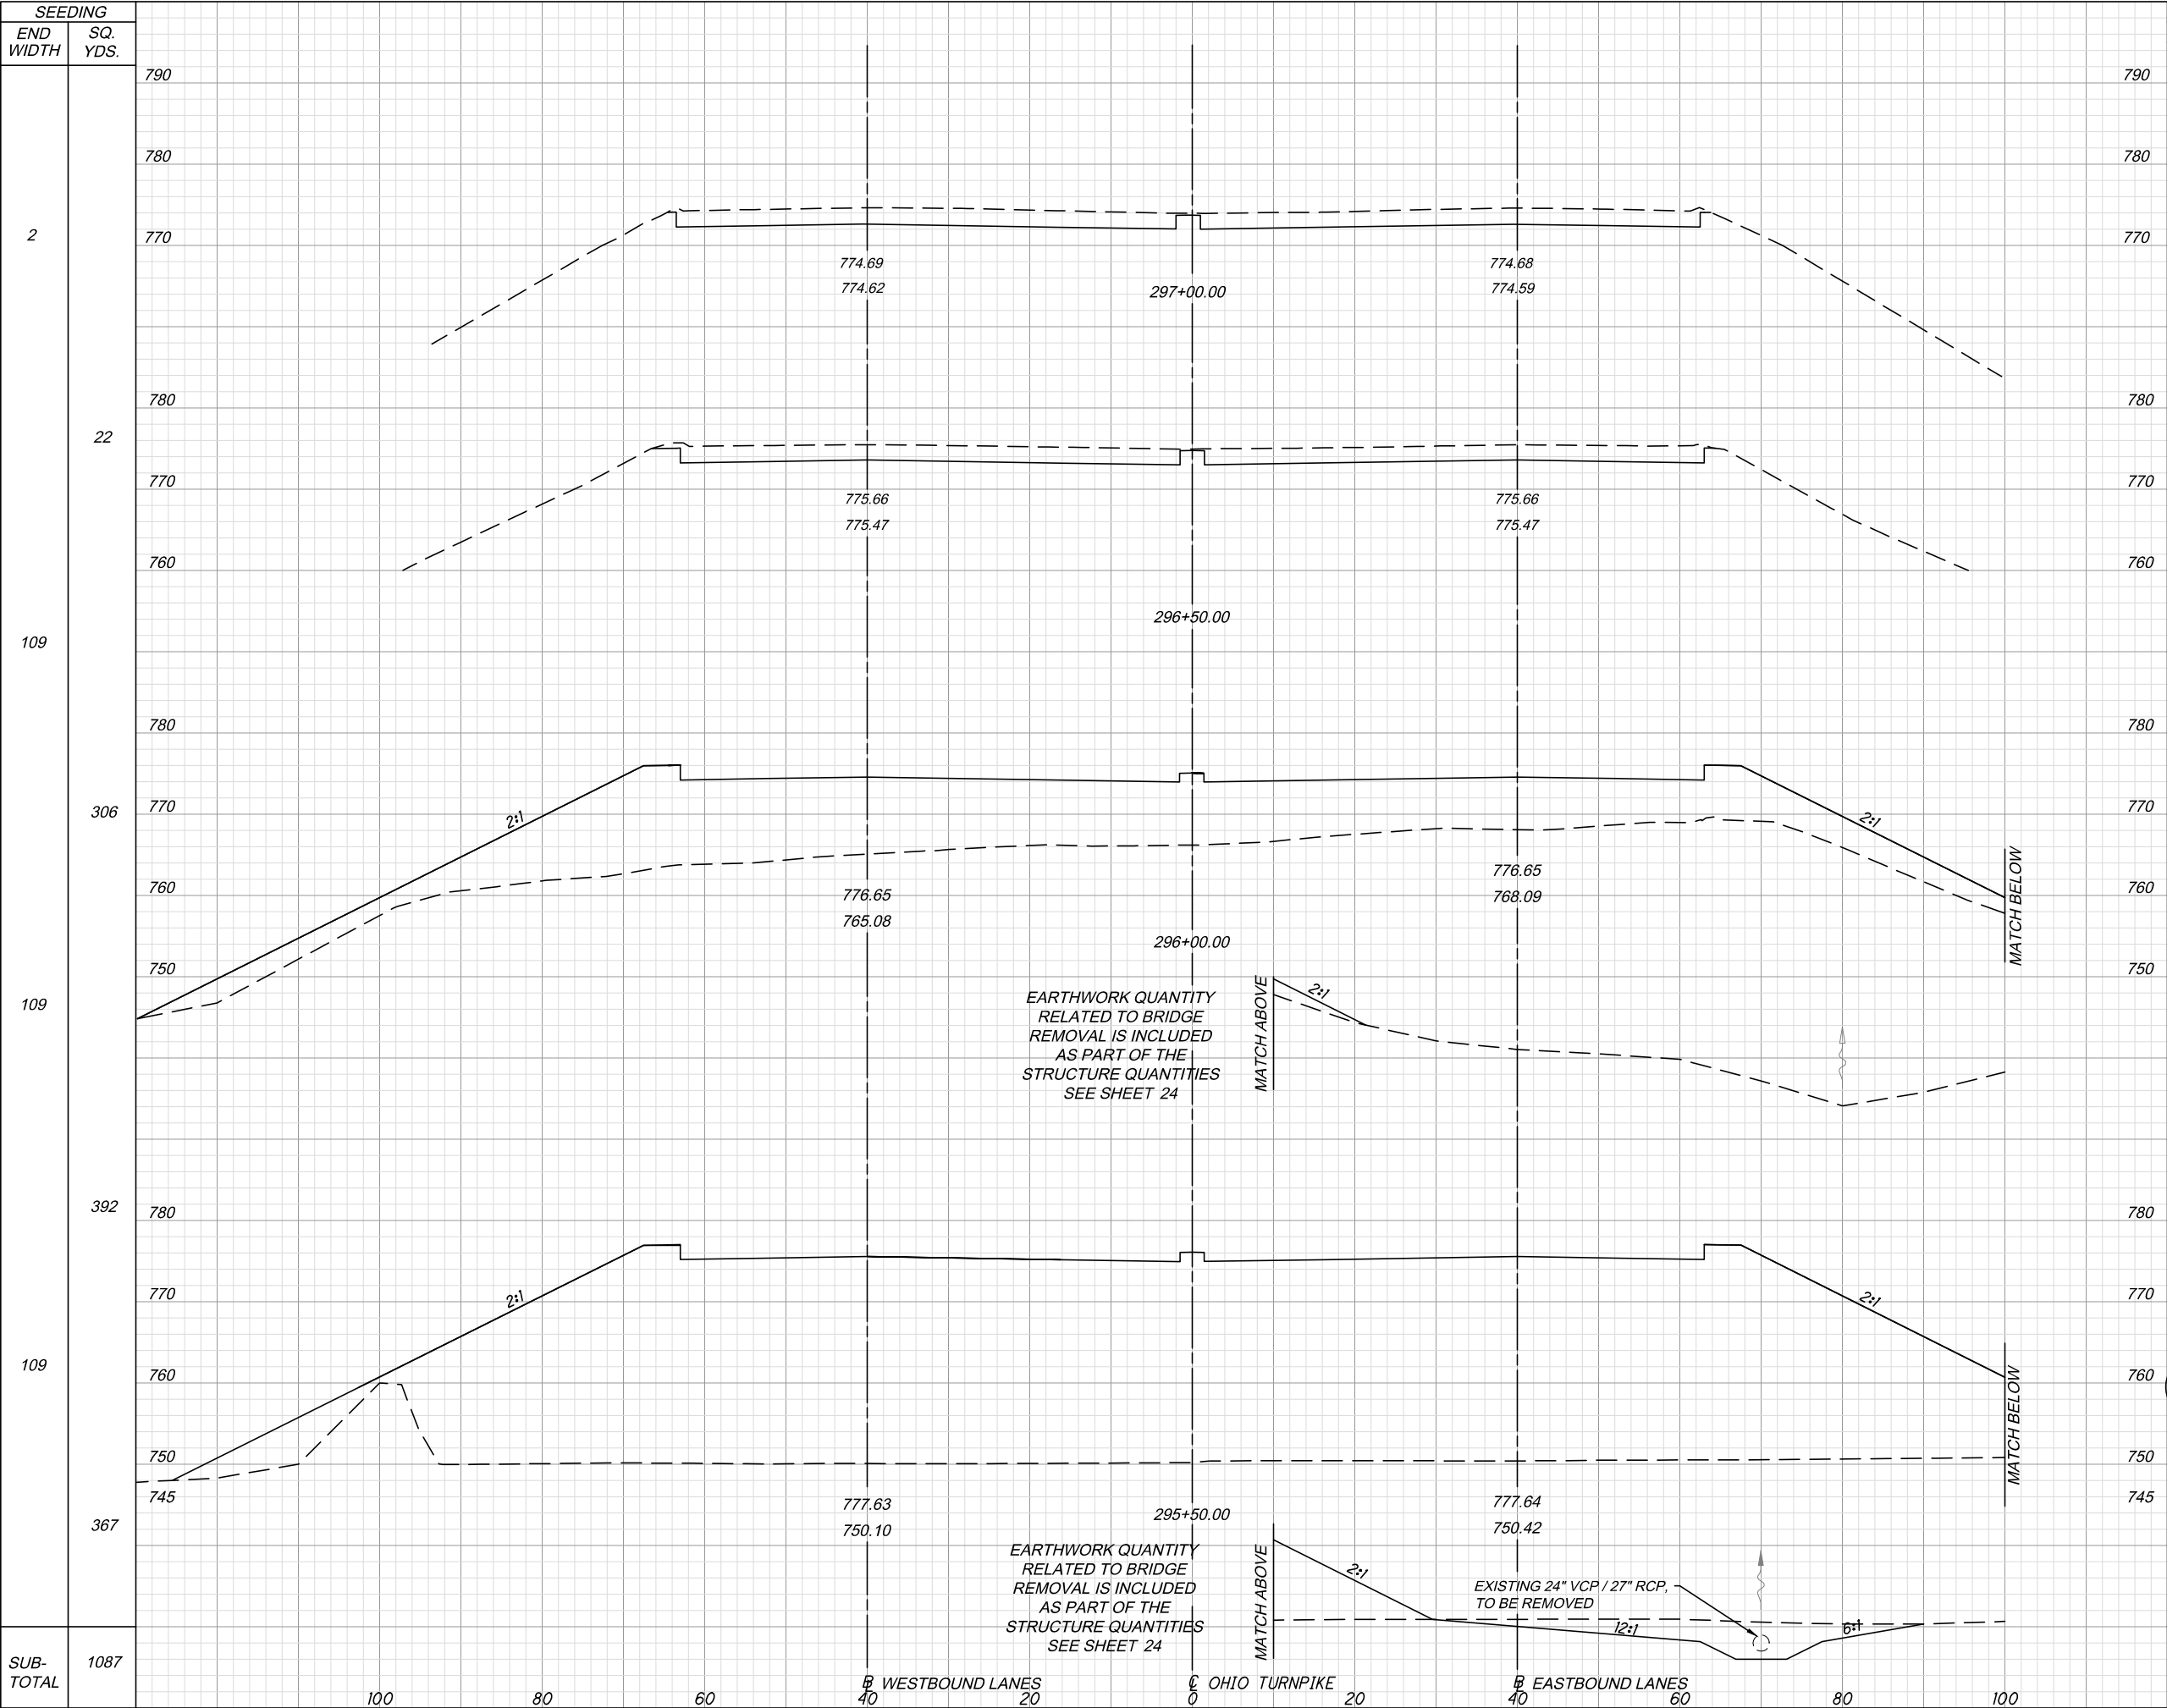 SEEDING
END WIDTH
SQ. YDS.
790
790
780
780
2
770
770
774.69
774.62
297+00.00
774.68
774.59
780
780
22
770
770
775.66
775.47
775.66
775.47
760
760
296+50.00
109
780
780
306
770
770
2:1
2:1
760
760
776.65
765.08
776.65
768.09
MATCH BELOW
296+00.00
750
750
109
EARTHWORK QUANTITY
RELATED TO BRIDGE
REMOVAL IS INCLUDED
AS PART OF THE
STRUCTURE QUANTITIES
SEE SHEET 24
MATCH ABOVE
2:1
392
780
780
770
770
2:1
2:1
109
760
760
MATCH BELOW
750
750
745
745
777.63
750.10
295+50.00
777.64
750.42
367
EARTHWORK QUANTITY
RELATED TO BRIDGE
REMOVAL IS INCLUDED
AS PART OF THE
STRUCTURE QUANTITIES
SEE SHEET 24
MATCH ABOVE
2:1
EXISTING 24" VCP / 27" RCP,
TO BE REMOVED
12:1
6:1
SUB-
TOTAL
1087
BL WESTBOUND LANES
CL OHIO TURNPIKE
BL EASTBOUND LANES
100 80 60 40 20 0 20 40 60 80 100